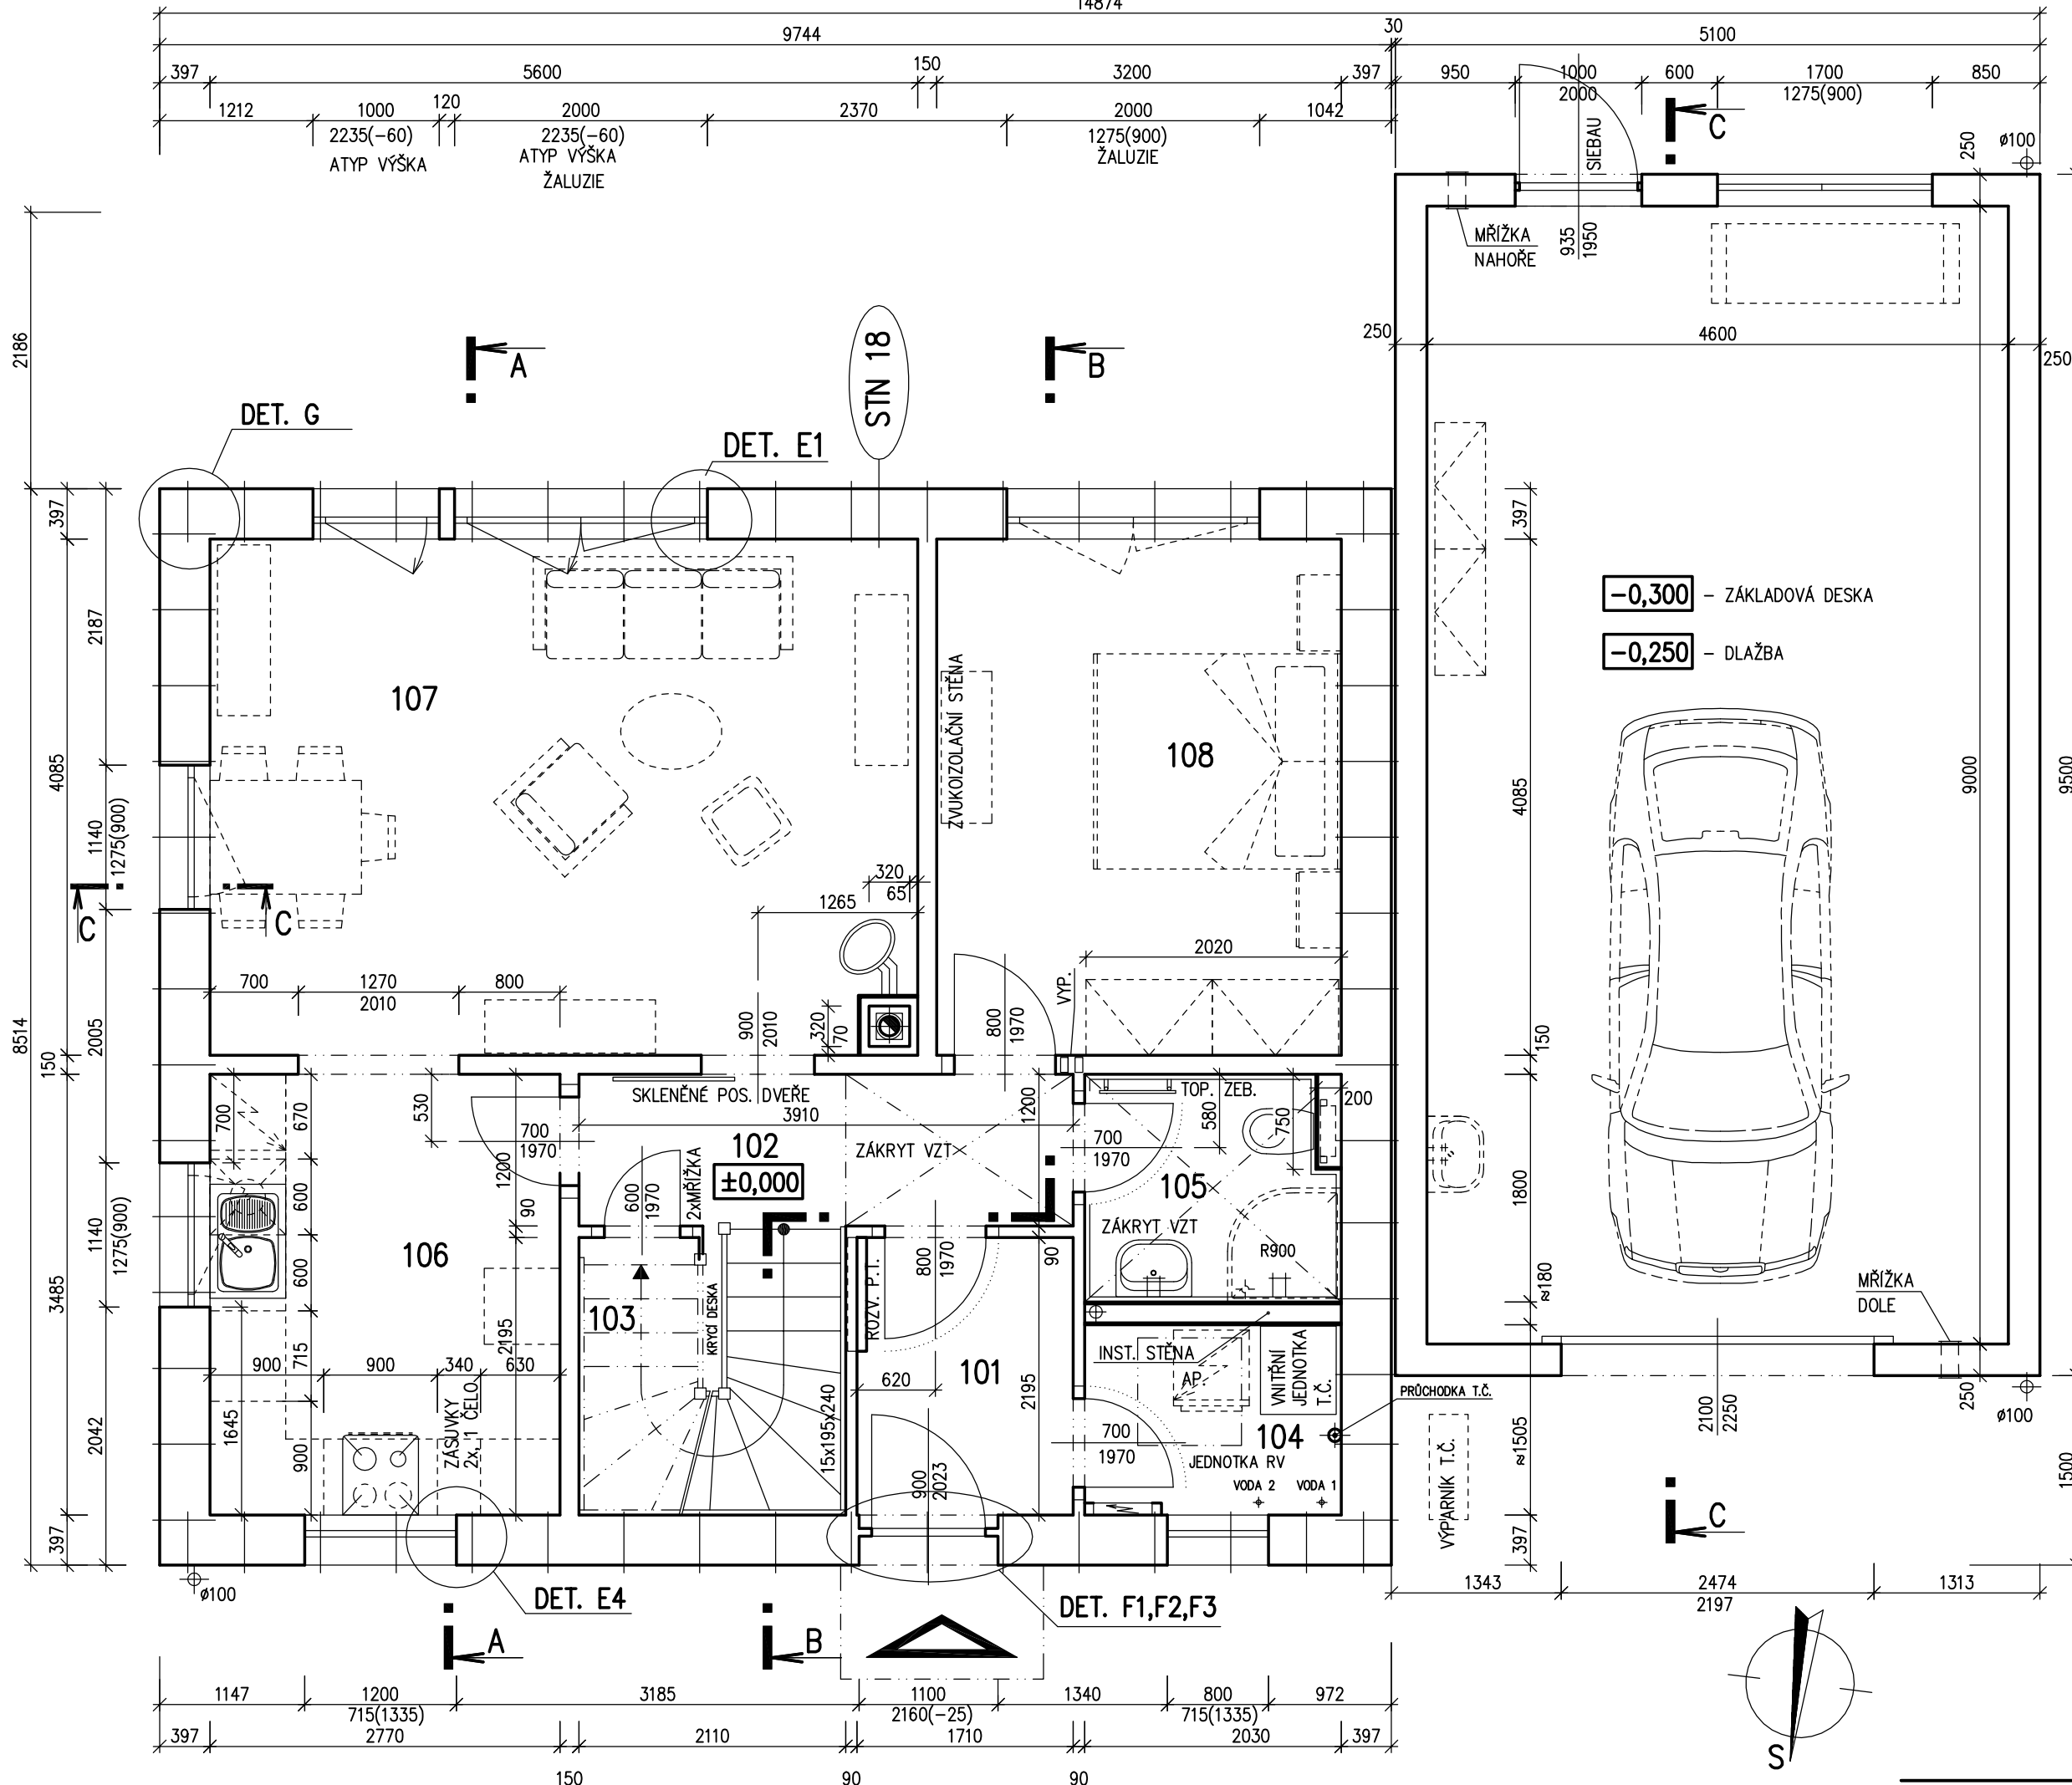 14874
9744
30
5100
397
5600
150
3200
397
950
1000
2000
600
1700
1275(900)
850
1212
1000
2235(-60)
ATYP VÝŠKA
120
2000
2235(-60)
ATYP VÝŠKA
ŽALUZIE
2370
2000
1275(900)
ŽALUZIE
1042
SIEBAU
C
250
ø100
935
1950
MŘÍŽKA
NAHOŘE
2186
250
4600
250
A
STN 18
B
DET. G
DET. E1
397
397
-0,300 - ZÁKLADOVÁ DESKA
-0,250 - DLAŽBA
2187
107
ZVUKOIZOLAČNÍ STĚNA
108
4085
4085
9000
9500
1140
1275(900)
320
65
1265
C
C
2020
700
1270
2010
800
VYP.
900
2010
320
70
800
1970
8514
2005
150
150
SKLENĚNÉ POS. DVEŘE
TOP. ZEB.
700
670
530
3910
1200
580
750
200
700
1970
102
ZÁKRYT VZT
700
1970
±0,000
1200
90
600
1970
2xMŘÍŽKA
105
1800
600
1140
1275(900)
ZÁKRYT VZT
R900
106
600
800
1970
90
≈180
MŘÍŽKA
DOLE
3485
103
KRYCÍ DESKA
ROZV. P.T.
2195
INST. STĚNA
AP.
VNITŘNÍ
JEDNOTKA
T.Č.
715
900
900
340
630
620
101
2195
PRŮCHODKA T.Č.
250
ø100
2042
1645
900
ZÁSUVKY
2x, 1 ČELO
15x195x240
700
1970
104
JEDNOTKA RV
VODA 2
VODA 1
2100
2250
VÝPARNÍK T.Č.
≈1505
1500
900
2023
C
397
397
ø100
DET. E4
DET. F1,F2,F3
1343
2474
2197
1313
A
B
1147
1200
715(1335)
3185
1100
2160(-25)
1340
800
715(1335)
972
397
2770
2110
1710
2030
397
S
150
90
90